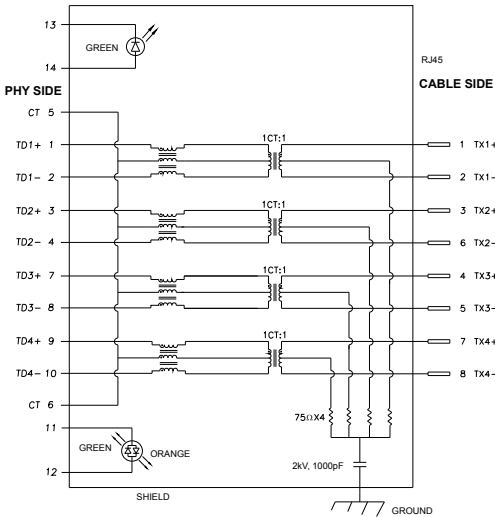 13
GREEN
14
RJ45
PHY SIDE
CABLE SIDE
CT 5
1CT:1
TD1+ 1
1 TX1+
TD1- 2
2 TX1-
1CT:1
TD2+ 3
3 TX2+
TD2- 4
6 TX2-
1CT:1
TD3+ 7
4 TX3+
TD3- 8
5 TX3-
1CT:1
TD4+ 9
7 TX4+
TD4- 10
8 TX4-
CT 6
75ΩX4
11
GREEN
ORANGE
12
2kV, 1000pF
SHIELD
GROUND